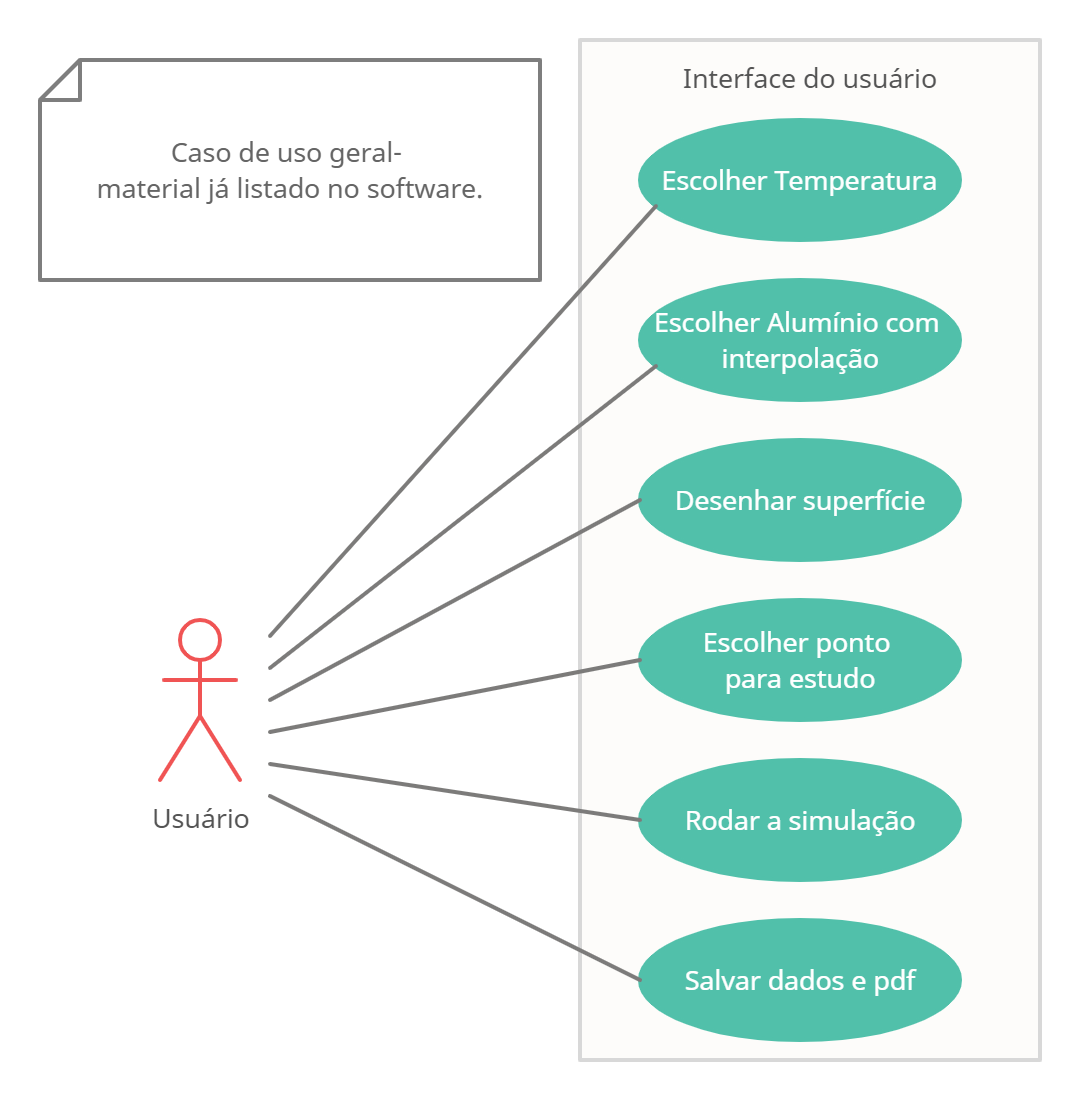 Caso de uso geral-
material já listado no software.
Interface do usuário
Escolher Temperatura
Escolher Alumínio com
interpolação
Desenhar superfície
Escolher ponto
para estudo
Rodar a simulação
Salvar dados e pdf
Usuário